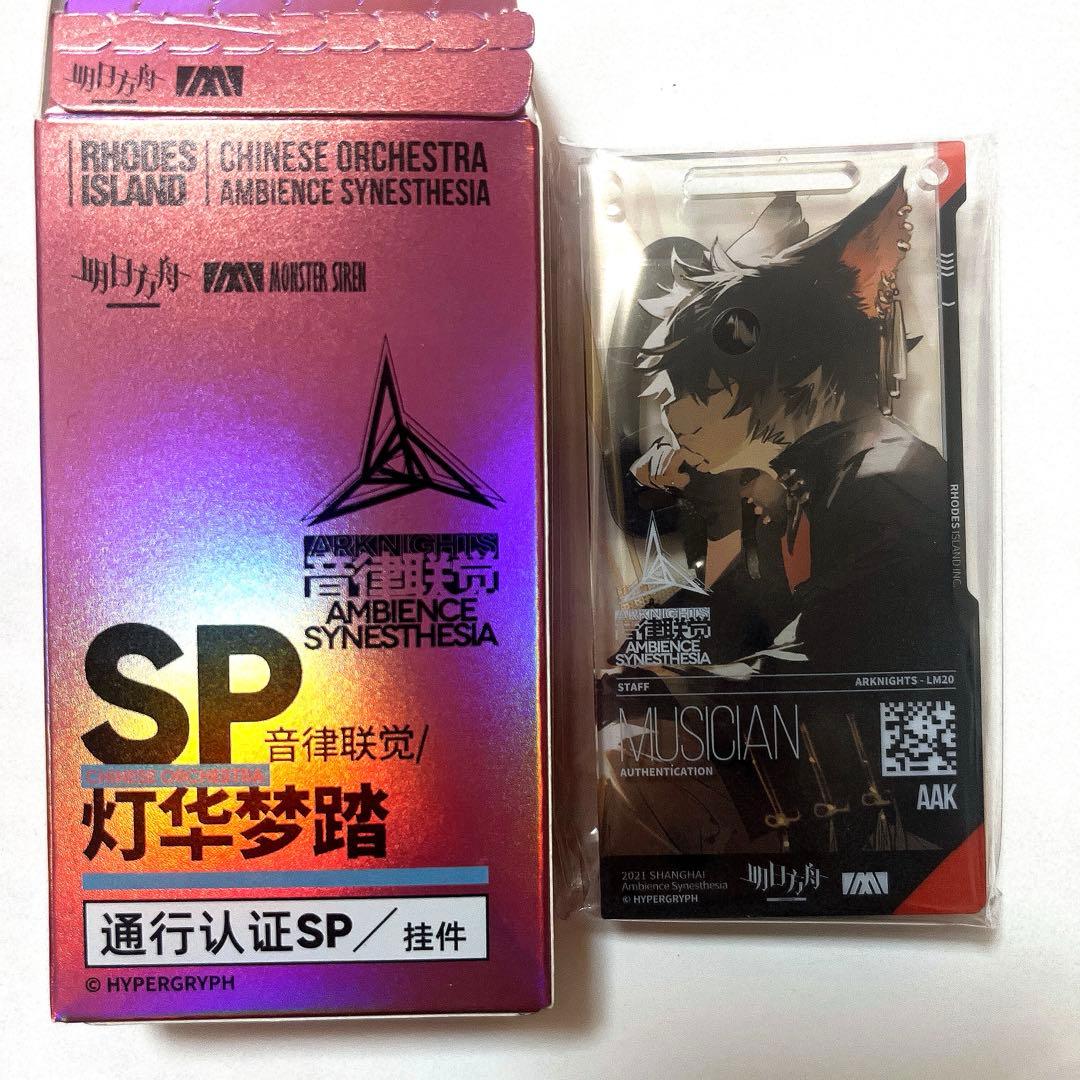 明日方舟
RHODES ISLAND
CHINESE ORCHESTRA
AMBIENCE SYNESTHESIA
明日方舟
MONSTER SIREN
ARKNIGHTS
音律联觉
AMBIENCE
SYNESTHESIA
SP
音律联觉/
CHINESE ORCHESTRA
灯华梦踏
通行认证SP/挂件
© HYPERGRYPH
RHODES ISLAND INC.
ARKNIGHTS
音律联觉
AMBIENCE
SYNESTHESIA
STAFF
ARKNIGHTS - LM20
MUSICIAN
AUTHENTICATION
AAK
2021 SHANGHAI
Ambience Synesthesia
© HYPERGRYPH
明日方舟